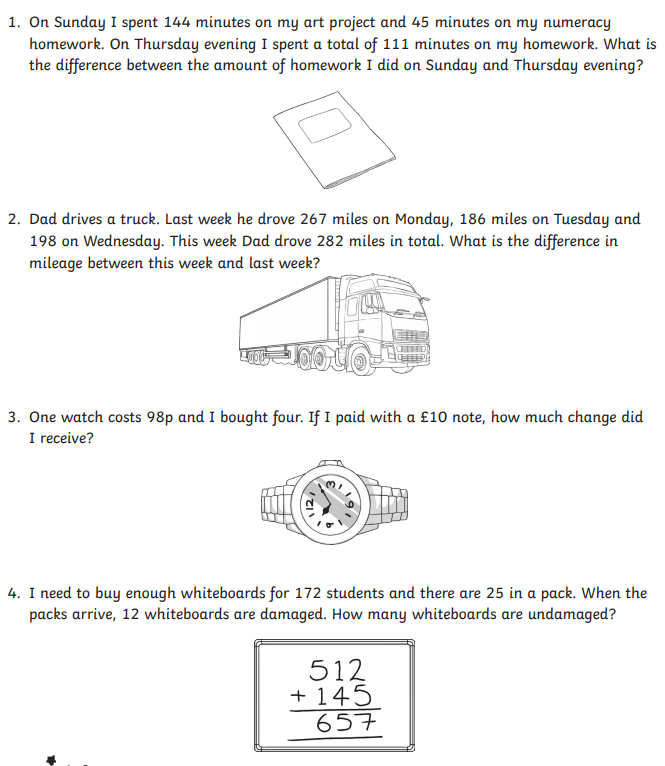 1. On Sunday I spent 144 minutes on my art project and 45 minutes on my numeracy
homework. On Thursday evening I spent a total of 111 minutes on my homework. What is
the difference between the amount of homework I did on Sunday and Thursday evening?
2. Dad drives a truck. Last week he drove 267 miles on Monday, 186 miles on Tuesday and
198 on Wednesday. This week Dad drove 282 miles in total. What is the difference in
mileage between this week and last week?
3. One watch costs 98p and I bought four. If I paid with a £10 note, how much change did
I receive?
12 3 6 9
4. I need to buy enough whiteboards for 172 students and there are 25 in a pack. When the
packs arrive, 12 whiteboards are damaged. How many whiteboards are undamaged?
512
+ 145
657